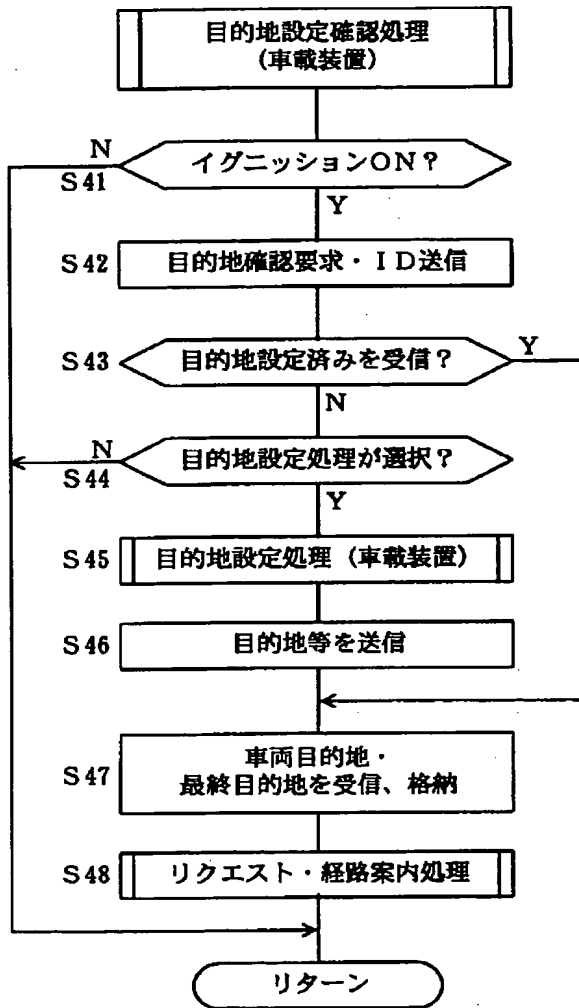 目的地設定確認処理
(車載装置)
N
S41
イグニッションON?
Y
S42
目的地確認要求・ID送信
S43
目的地設定済みを受信?
Y
N
N
S44
目的地設定処理が選択?
Y
S45
目的地設定処理 (車載装置)
S46
目的地等を送信
S47
車両目的地・
最終目的地を受信、格納
S48
リクエスト・経路案内処理
リターン